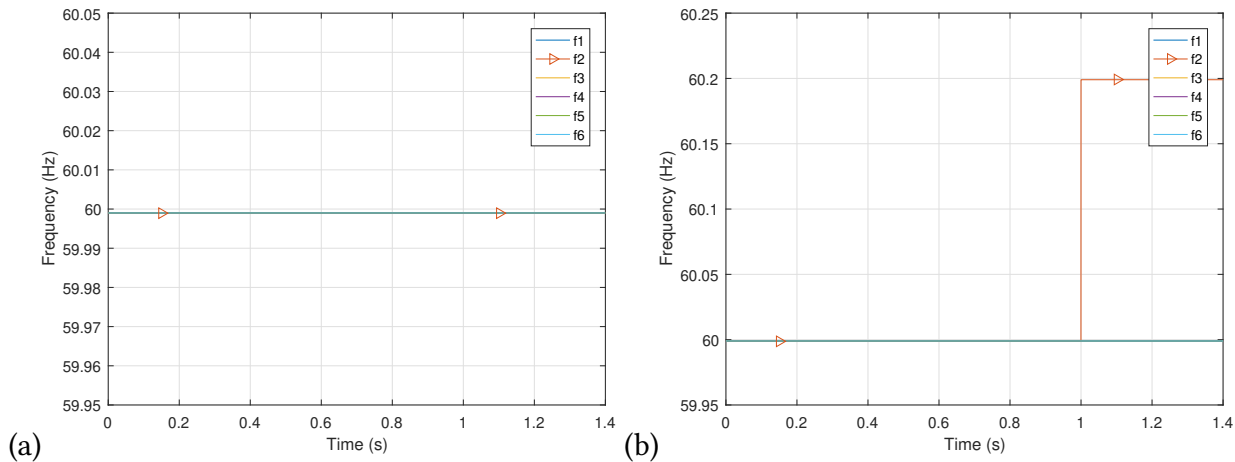 60.05
60.04
60.03
60.02
60.01
60
59.99
59.98
59.97
59.96
59.95
Frequency (Hz)
0 0.2 0.4 0.6 0.8 1 1.2 1.4
Time (s)
f1
f2
f3
f4
f5
f6
(a)
60.25
60.2
60.15
60.1
60.05
60
59.95
Frequency (Hz)
0 0.2 0.4 0.6 0.8 1 1.2 1.4
Time (s)
f1
f2
f3
f4
f5
f6
(b)